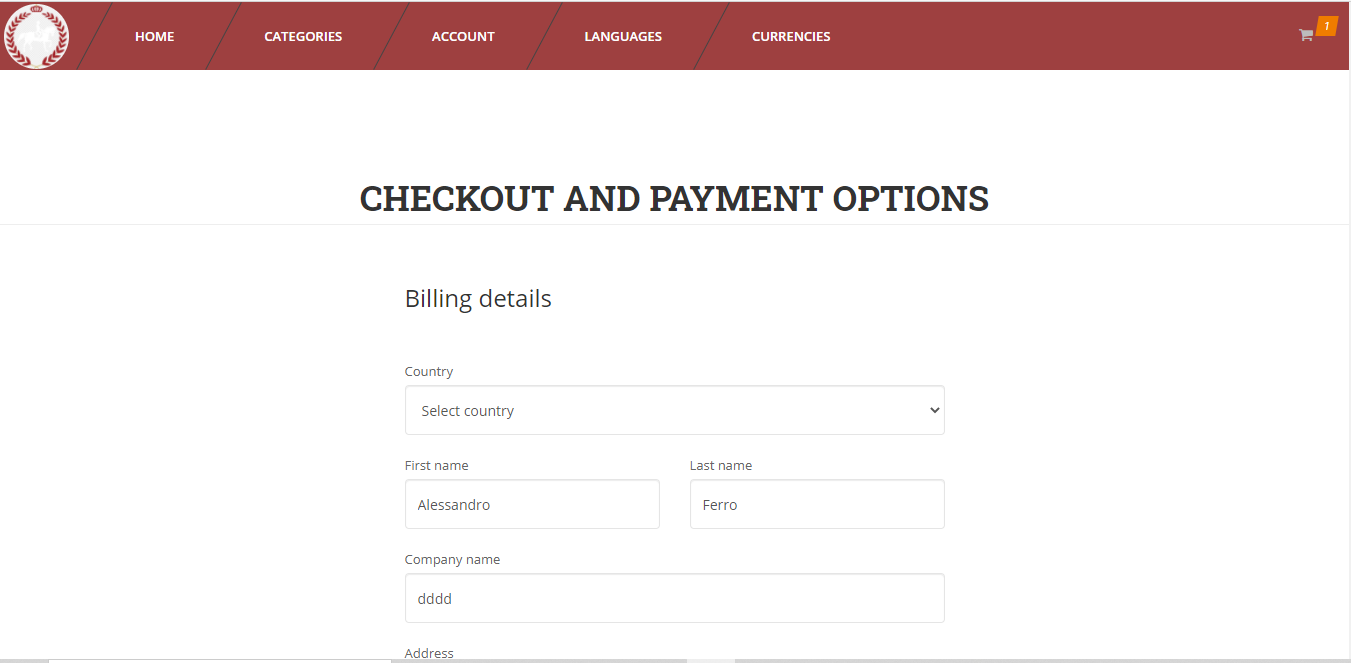 HOME CATEGORIES ACCOUNT LANGUAGES CURRENCIES 1
CHECKOUT AND PAYMENT OPTIONS
Billing details
Country
Select country
First name Last name
Alessandro Ferro
Company name
dddd
Address